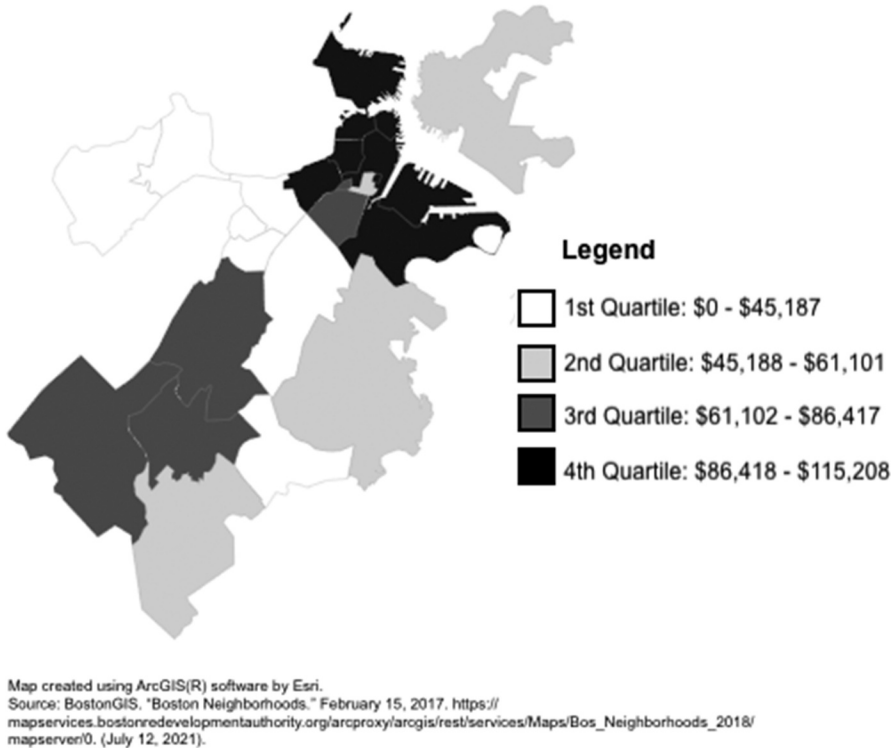 Legend
1st Quartile: $0 - $45,187
2nd Quartile: $45,188 - $61,101
3rd Quartile: $61,102 - $86,417
4th Quartile: $86,418 - $115,208
Map created using ArcGIS(R) software by Esri.
Source: BostonGIS. "Boston Neighborhoods." February 15, 2017. https://
mapservices.bostonredevelopmentauthority.org/arcproxy/arcgis/rest/services/Maps/Bos_Neighborhoods_2018/
mapserver/0. (July 12, 2021).